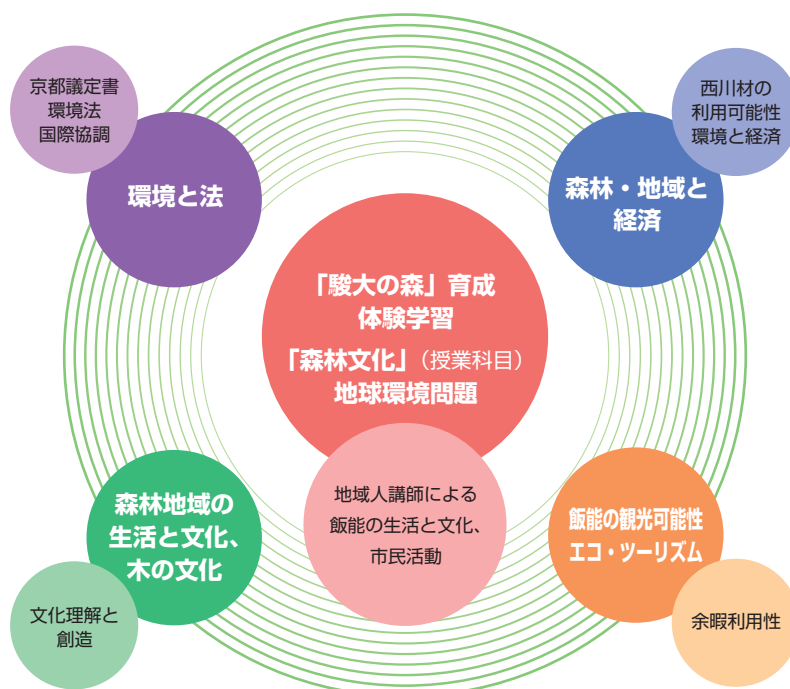 京都議定書
環境法
国際協調
環境と法
西川材の
利用可能性
環境と経済
森林・地域と
経済
「駿大の森」育成
体験学習
「森林文化」（授業科目）
地球環境問題
地域人講師による
飯能の生活と文化、
市民活動
森林地域の
生活と文化、
木の文化
文化理解と
創造
飯能の観光可能性
エコ・ツーリズム
余暇利用性